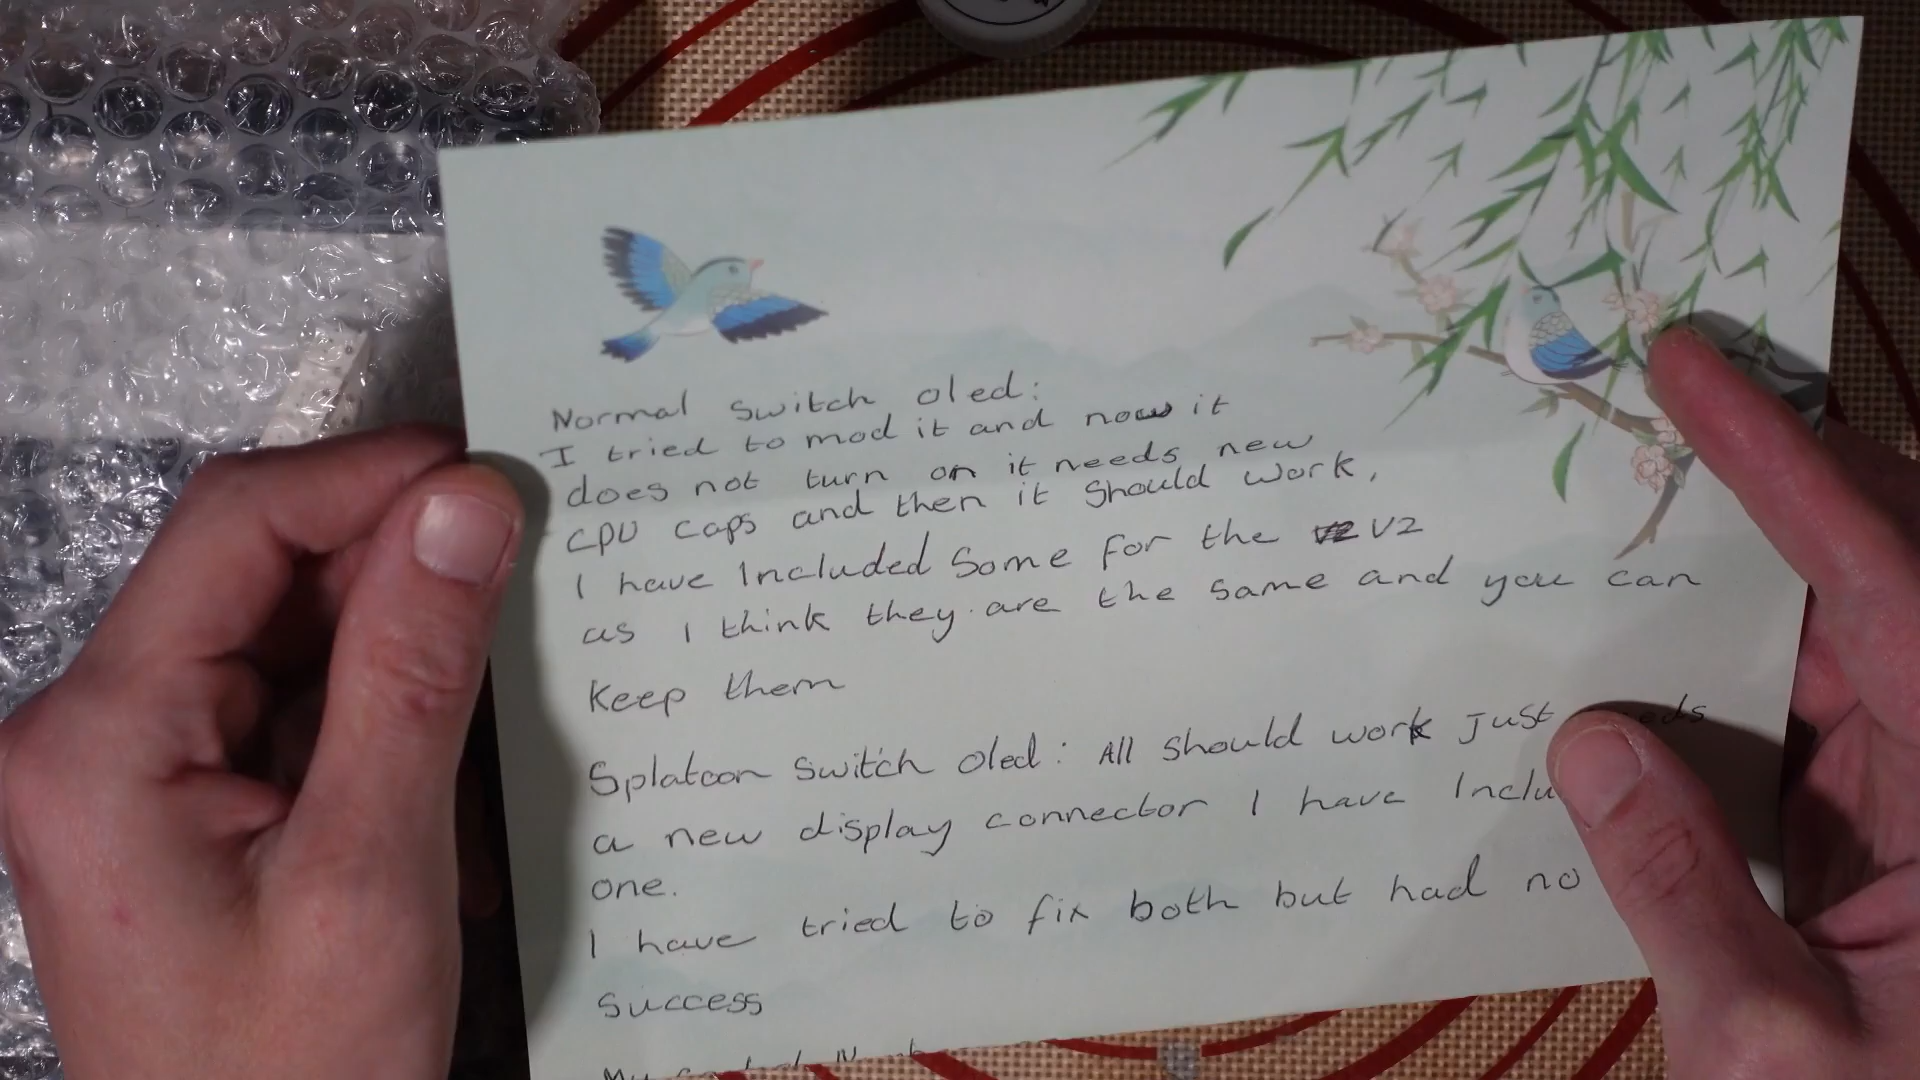 Normal switch oled:
I tried to mod it and now it
does not turn on it needs new
CPU caps and then it should work,
I have Included Some for the V2
as I think they are the same and you can
keep them
Splatoon switch oled: All should work just
a new display connector I have
one.
I have tried to fix both but had no
success
My